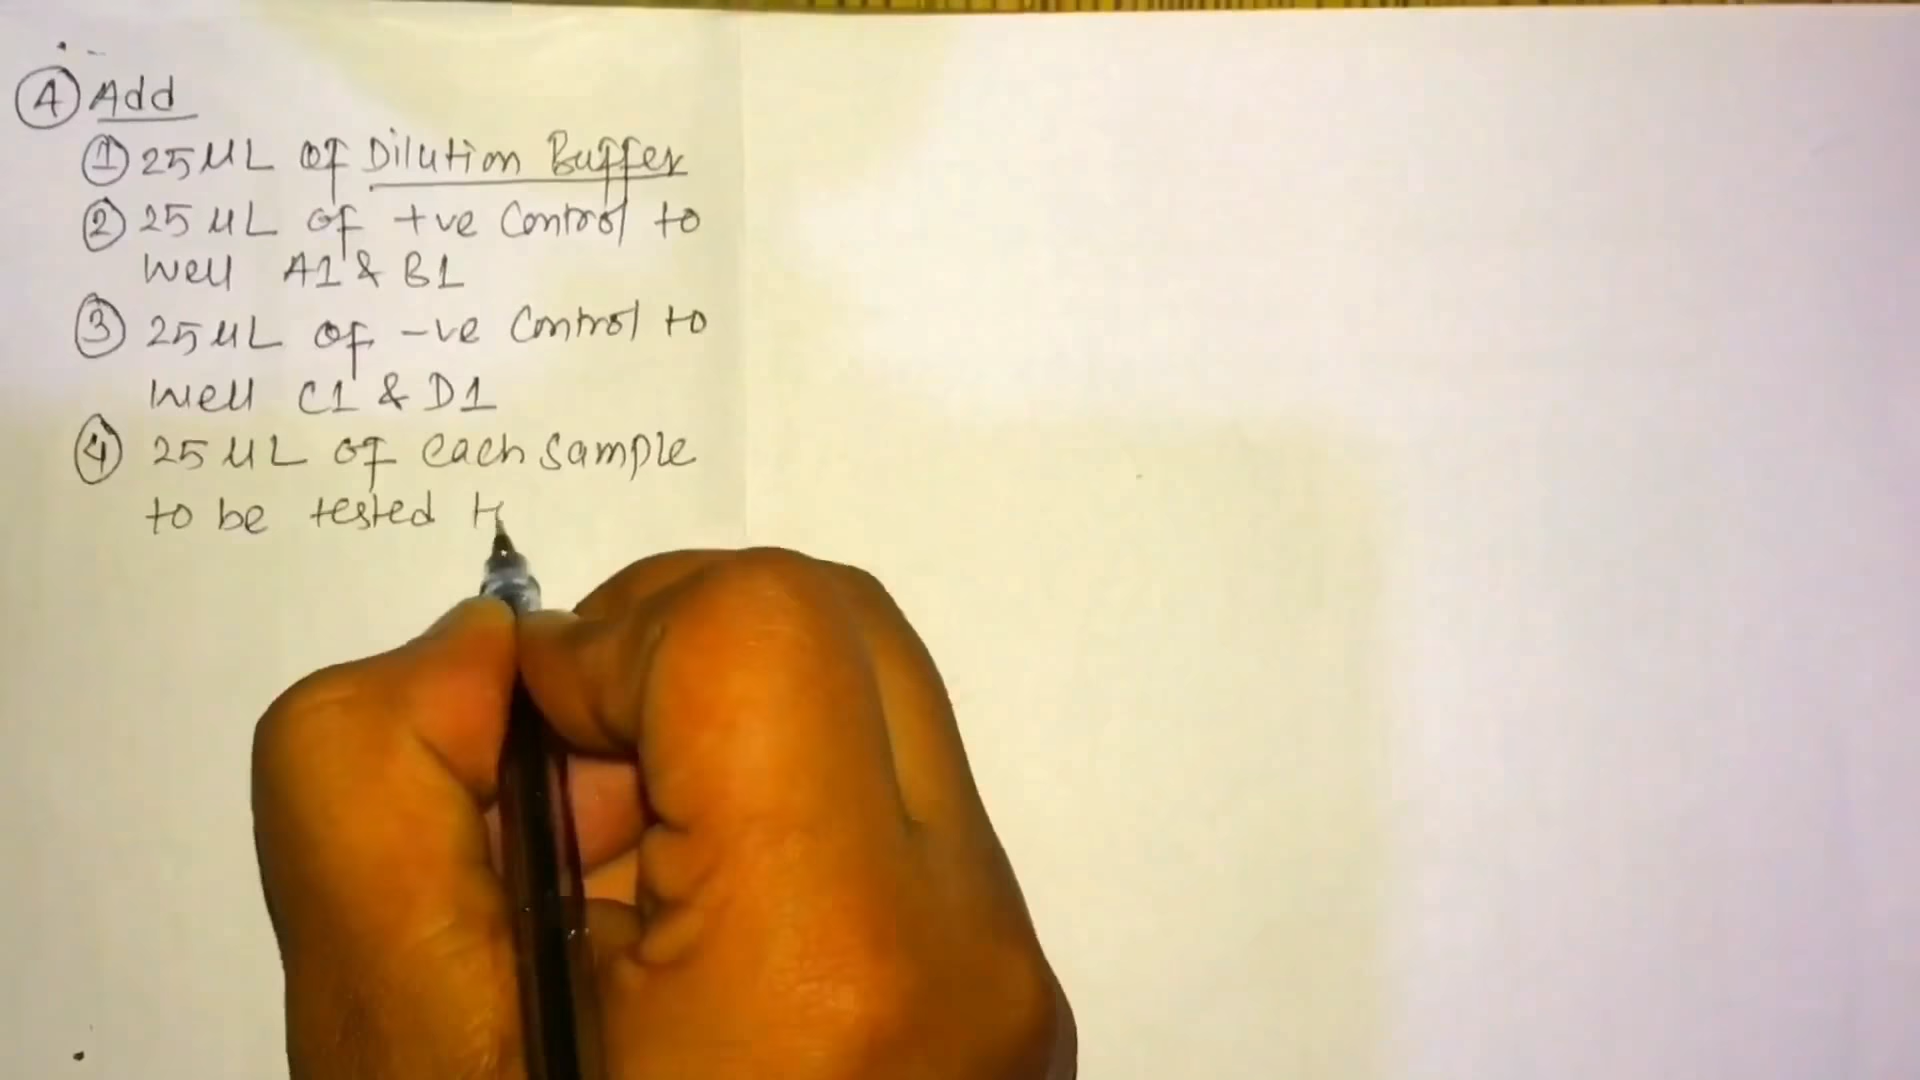 ④ Add
① 25 µL of Dilution Buffer
② 25 µL of +ve Control to
Well A1 & B1
③ 25 µL of -ve Control to
Well C1 & D1
④ 25 µL of each sample
to be tested t